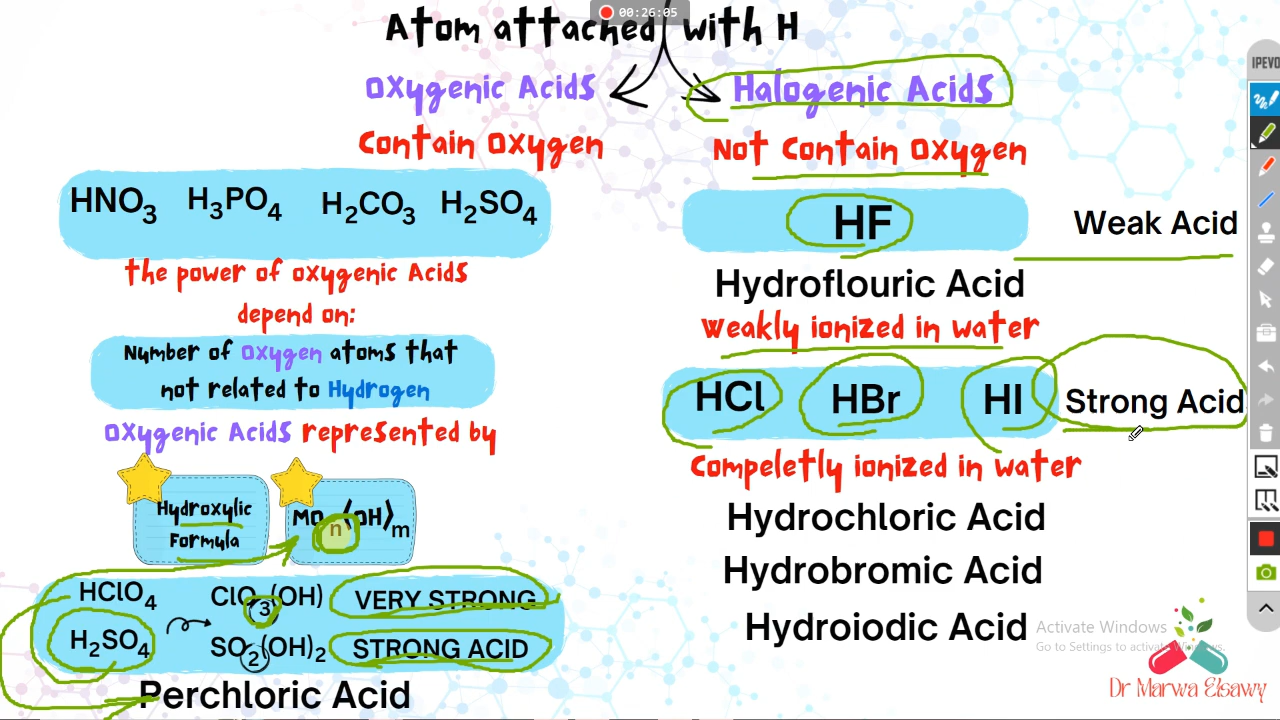 00:26:05
Atom attached with H
Oxygenic Acids
Halogenic Acids
Contain Oxygen
Not Contain Oxygen
HNO3 H3PO4 H2CO3 H2SO4
HF
Weak Acid
Hydroflouric Acid
the power of oxygenic Acids
depend on:
Weakly ionized in water
Number of oxygen atoms that
not related to Hydrogen
HCl HBr HI
Strong Acid
Oxygenic Acids represented by
Compeletly ionized in water
Hydroxylic
Formula
MOn(OH)m
Hydrochloric Acid
Hydrobromic Acid
Hydroiodic Acid
HClO4
ClO3(OH)
VERY STRONG
H2SO4
SO2(OH)2
STRONG ACID
Perchloric Acid
IPEVO
Activate Windows
Go to Settings to activate Windows.
Dr Marwa Elsawy